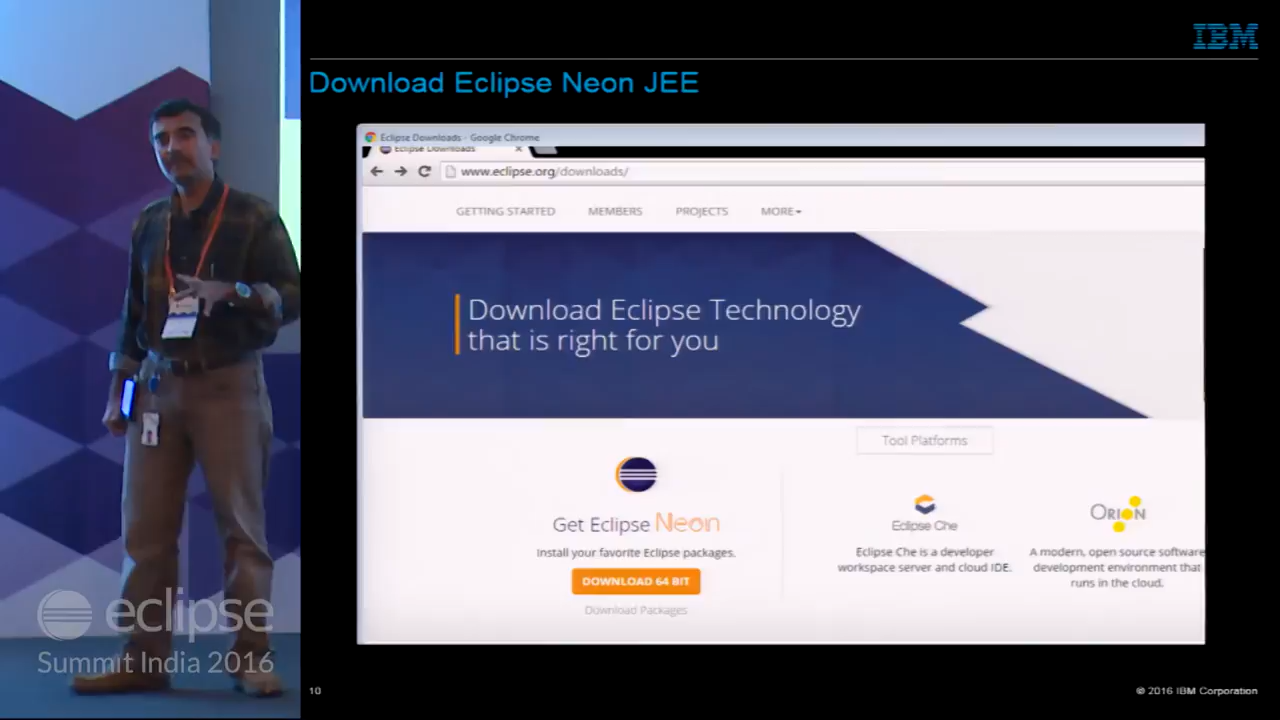 IBM
Download Eclipse Neon JEE
Eclipse Downloads - Google Chrome
Eclipse Downloads
www.eclipse.org/downloads/
GETTING STARTED
MEMBERS
PROJECTS
MORE
Download Eclipse Technology
that is right for you
Tool Platforms
Get Eclipse Neon
Install your favorite Eclipse packages.
DOWNLOAD 64 BIT
Download Packages
Eclipse Che
Eclipse Che is a developer
workspace server and cloud IDE.
ORION
A modern, open source software
development environment that
runs in the cloud.
eclipse
Summit India 2016
10
© 2016 IBM Corporation